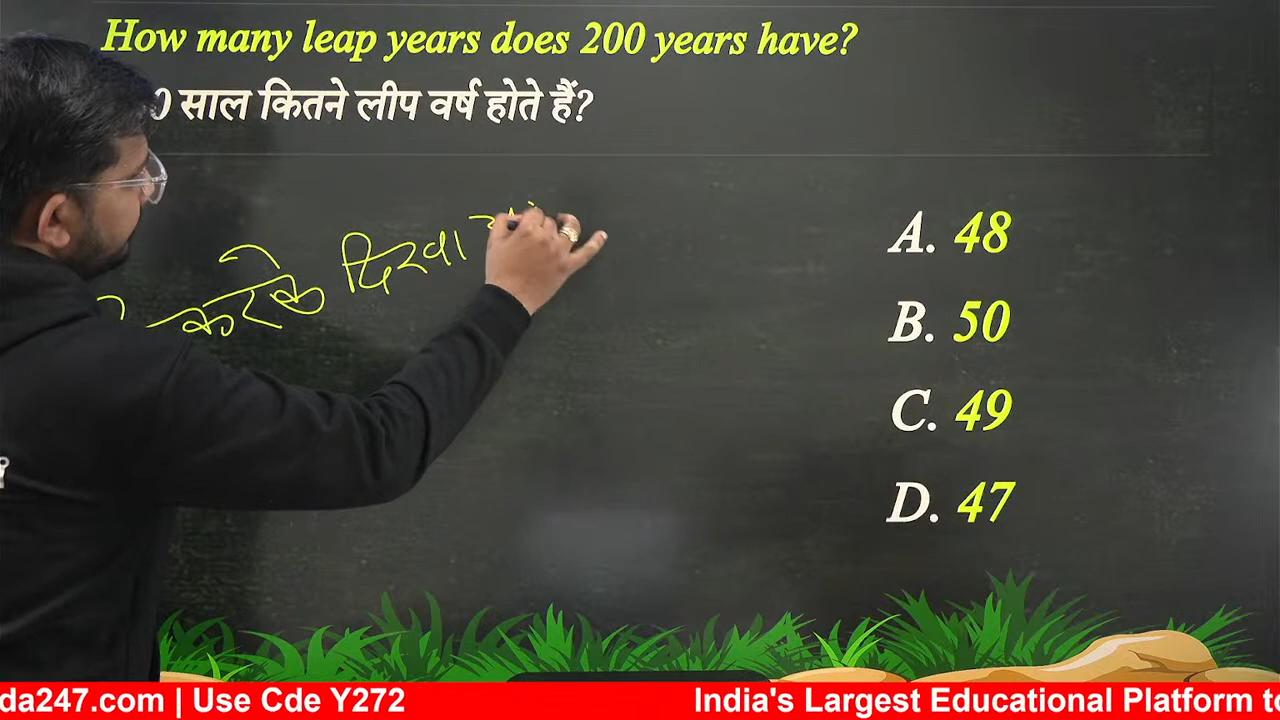 How many leap years does 200 years have?
0 साल कितने लीप वर्ष होते हैं?
करके दिखा
A. 48
B. 50
C. 49
D. 47
da247.com | Use Cde Y272
India's Largest Educational Platform to